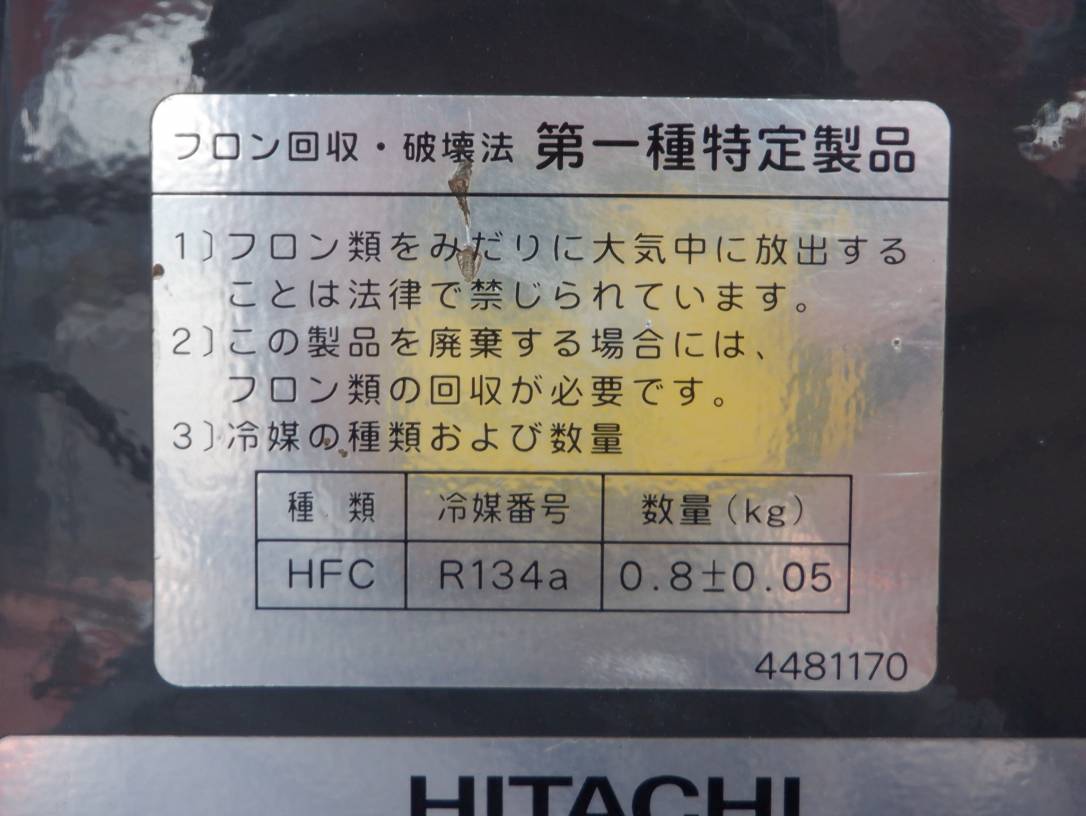 フロン回収・破壊法 第一種特定製品
1）フロン類をみだりに大気中に放出する
ことは法律で禁じられています。
2）この製品を廃棄する場合には、
フロン類の回収が必要です。
3）冷媒の種類および数量
種 類 冷媒番号 数量（kg）
HFC R134a 0.8±0.05
4481170
HITACHI